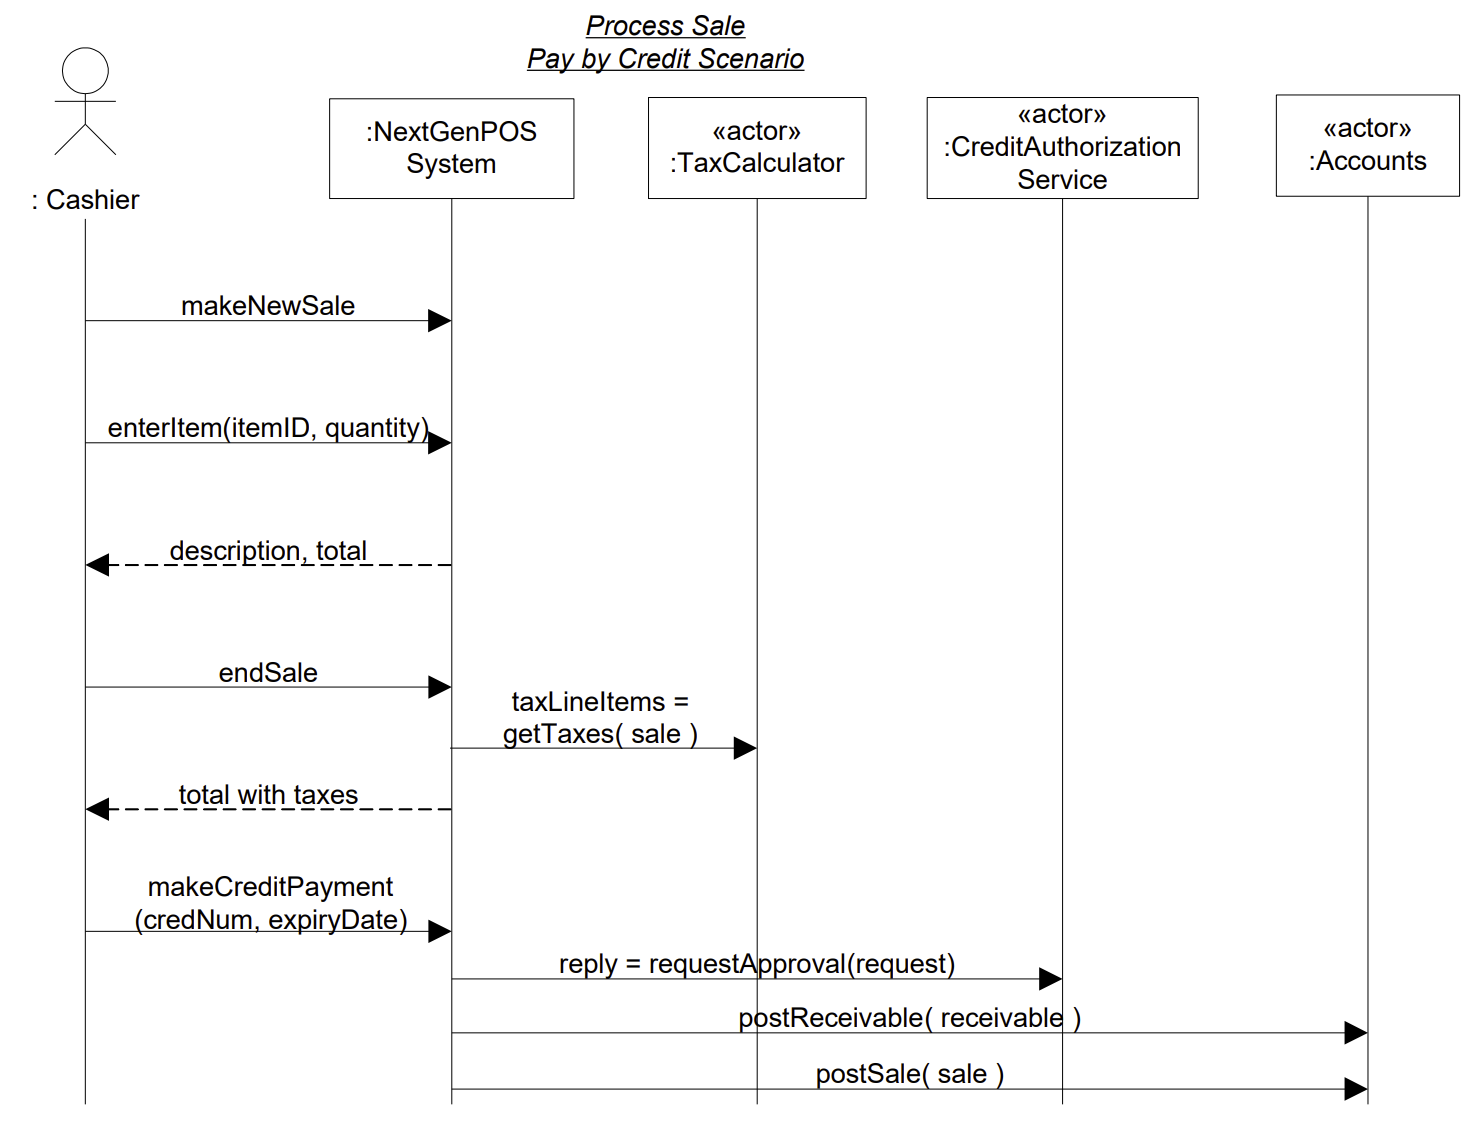 Process Sale
Pay by Credit Scenario
: Cashier
:NextGenPOS
System
«actor»
:TaxCalculator
«actor»
:CreditAuthorization
Service
«actor»
:Accounts
makeNewSale
enterItem(itemID, quantity)
description, total
endSale
taxLineItems =
getTaxes( sale )
total with taxes
makeCreditPayment
(credNum, expiryDate)
reply = requestApproval(request)
postReceivable( receivable )
postSale( sale )